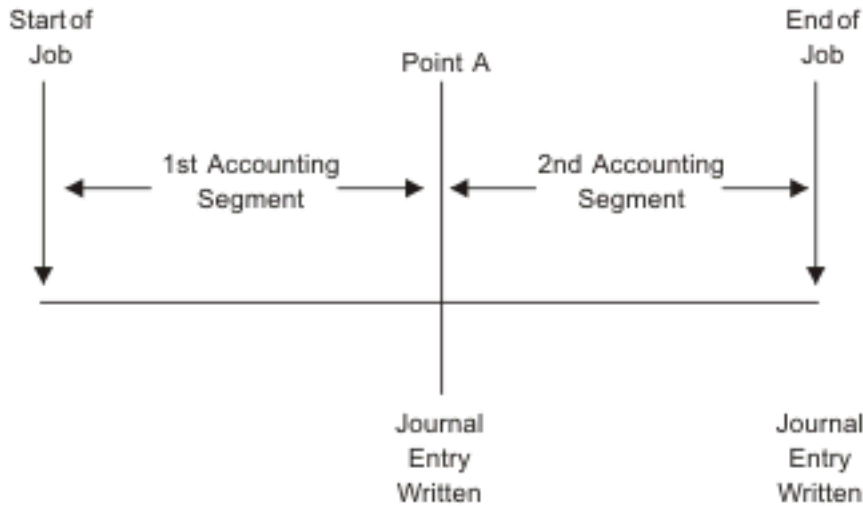 Start of
Job
Point A
End of
Job
1st Accounting
Segment
2nd Accounting
Segment
Journal
Entry
Written
Journal
Entry
Written